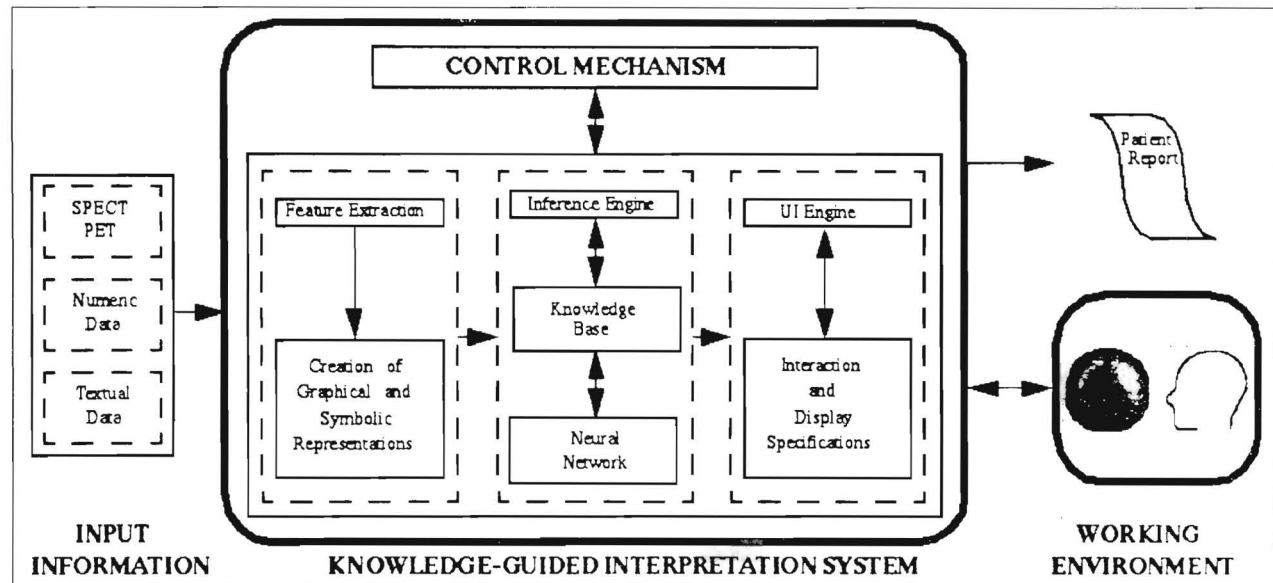 CONTROL MECHANISM
SPECT
PET
Numeric
Data
Textual
Data
Feature Extraction
Creation of
Graphical and
Symbolic
Representations
Inference Engine
Knowledge
Base
Neural
Network
UI Engine
Interaction
and
Display
Specifications
Patient
Report
INPUT
INFORMATION
KNOWLEDGE-GUIDED INTERPRETATION SYSTEM
WORKING
ENVIRONMENT